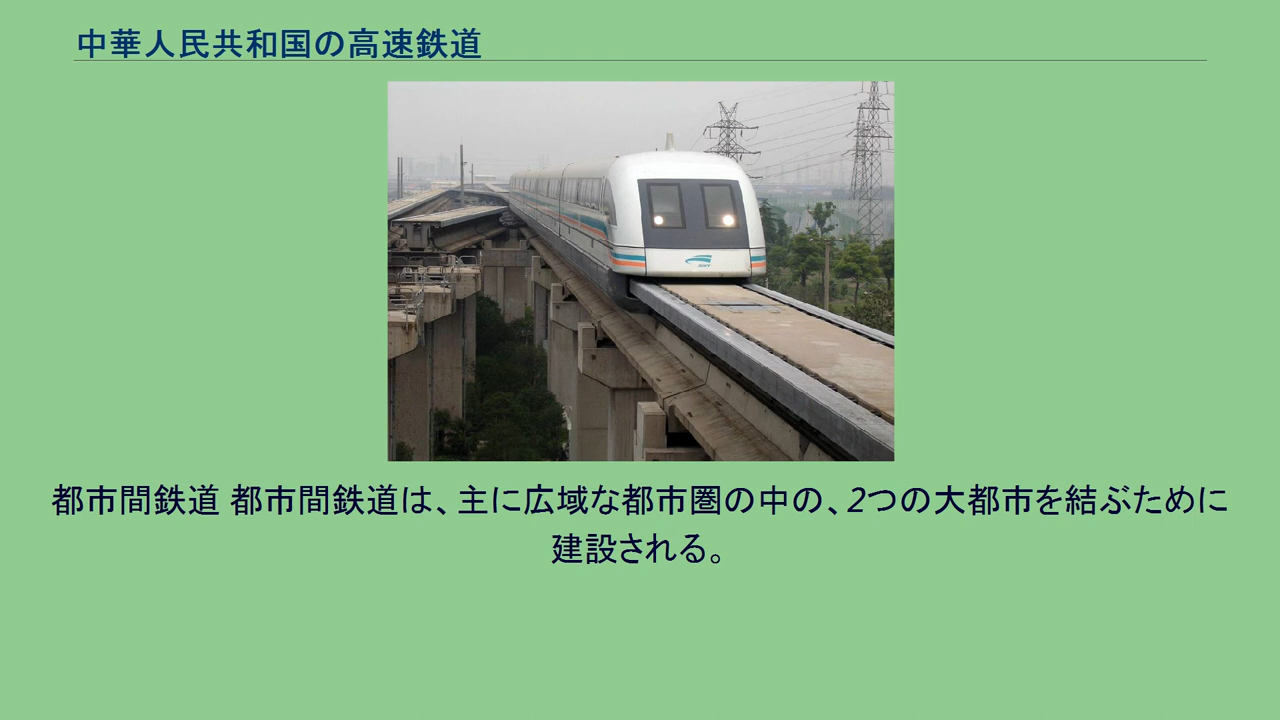 中華人民共和国の高速鉄道
都市間鉄道 都市間鉄道は、主に広域な都市圏の中の、2つの大都市を結ぶために
建設される。